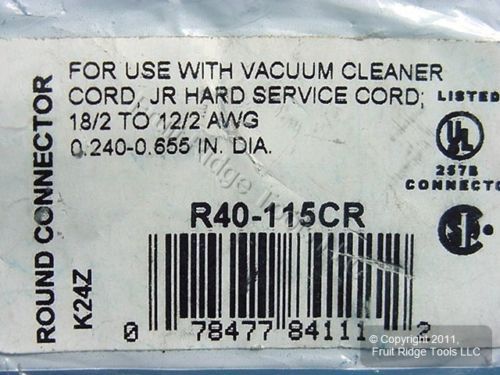 ROUND CONNECTOR
K24Z
FOR USE WITH VACUUM CLEANER
CORD, JR HARD SERVICE CORD;
18/2 TO 12/2 AWG
0.240-0.655 IN. DIA.
LISTED
UL
257B
CONNECTO
R40-115CR
0 78477 84111 2
Copyright © 2011,
Fruit Ridge Tools LLC